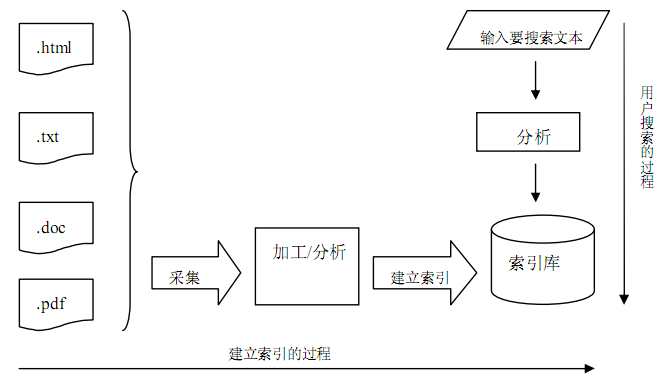 .html
.txt
.doc
.pdf
采集
加工/分析
建立索引
输入要搜索文本
分析
索引库
用户搜索的过程
建立索引的过程